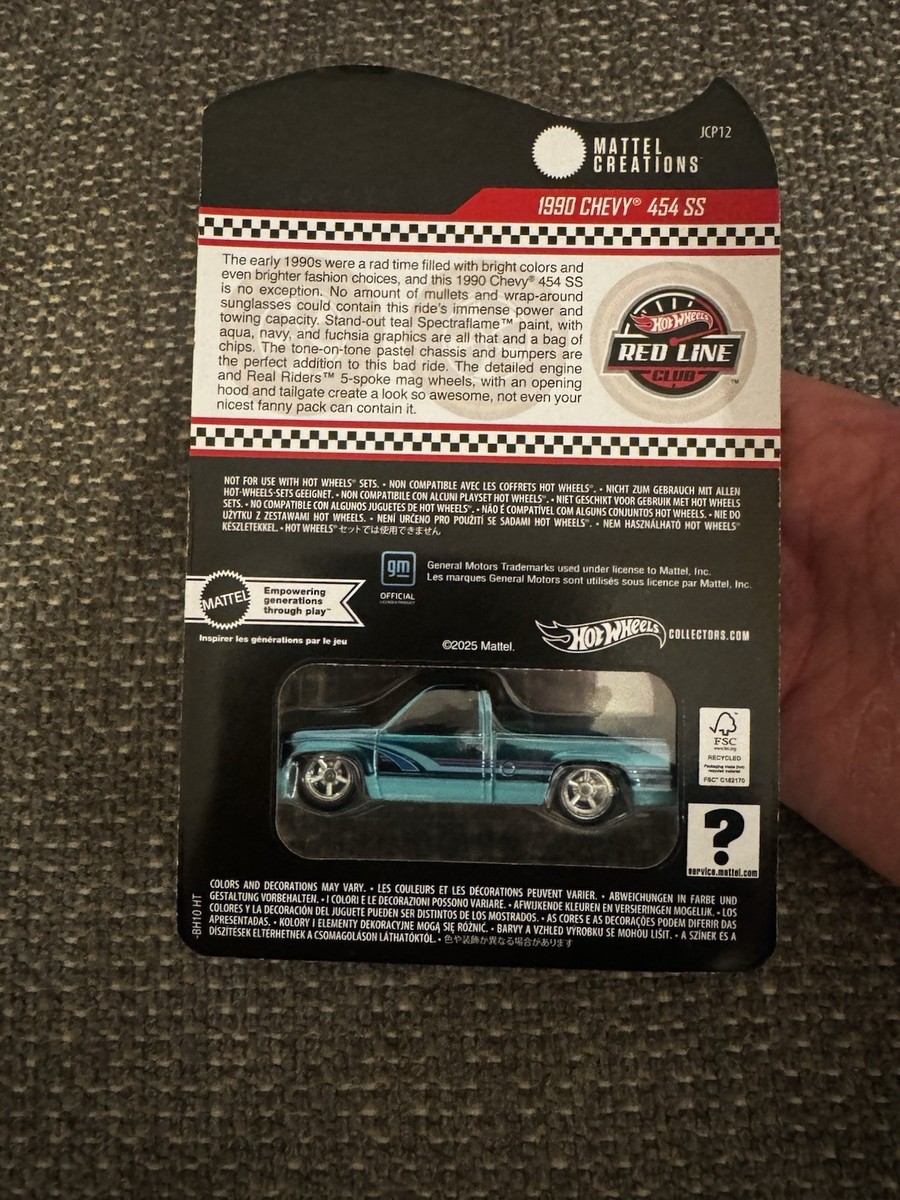 JCP12
MATTEL
CREATIONS™
1990 CHEVY® 454 SS
The early 1990s were a rad time filled with bright colors and
even brighter fashion choices, and this 1990 Chevy® 454 SS
is no exception. No amount of mullets and wrap-around
sunglasses could contain this ride's immense power and
towing capacity. Stand-out teal Spectraflame™ paint, with
aqua, navy, and fuchsia graphics are all that and a bag of
chips. The tone-on-tone pastel chassis and bumpers are
the perfect addition to this bad ride. The detailed engine
and Real Riders™ 5-spoke mag wheels, with an opening
hood and tailgate create a look so awesome, not even your
nicest fanny pack can contain it.
Hot Wheels
RED LINE
CLUB
™
NOT FOR USE WITH HOT WHEELS® SETS. • NON COMPATIBLE AVEC LES COFFRETS HOT WHEELS®. • NICHT ZUM GEBRAUCH MIT ALLEN
HOT-WHEELS-SETS GEEIGNET. • NON COMPATIBILE CON ALCUNI PLAYSET HOT WHEELS®. • NIET GESCHIKT VOOR GEBRUIK MET HOT WHEELS
SETS. • NO COMPATIBLE CON ALGUNOS JUGUETES DE HOT WHEELS®. • NÃO É COMPATÍVEL COM ALGUNS CONJUNTOS HOT WHEELS. • NIE DO
UŻYTKU Z ZESTAWAMI HOT WHEELS. • NENÍ URČENO PRO POUŽITÍ SE SADAMI HOT WHEELS®. • NEM HASZNÁLHATÓ HOT WHEELS®
KÉSZLETEKKEL. • HOT WHEELS® セットでは使用できません
gm
OFFICIAL
LICENSED PRODUCT
General Motors Trademarks used under license to Mattel, Inc.
Les marques General Motors sont utilisés sous licence par Mattel, Inc.
MATTEL
Empowering
generations
through play™
Inspirer les générations par le jeu
©2025 Mattel.
Hot Wheels COLLECTORS.COM
FSC
www.fsc.org
RECYCLED
Packaging made from
recycled material
FSC® C182170
?
service.mattel.com
-BH10 HT
COLORS AND DECORATIONS MAY VARY. • LES COULEURS ET LES DÉCORATIONS PEUVENT VARIER. • ABWEICHUNGEN IN FARBE UND
GESTALTUNG VORBEHALTEN. • I COLORI E LE DECORAZIONI POSSONO VARIARE. • AFWIJKENDE KLEUREN EN VERSIERINGEN MOGELIJK. • LOS
COLORES Y LA DECORACIÓN DEL JUGUETE PUEDEN SER DISTINTOS DE LOS MOSTRADOS. • AS CORES E AS DECORAÇÕES PODEM DIFERIR DAS
APRESENTADAS. • KOLORY I ELEMENTY DEKORACYJNE MOGĄ SIĘ RÓŻNIĆ. • BARVY A VZHLED VÝROBKU SE MOHOU LIŠIT. • A SZÍNEK ÉS A
DÍSZÍTÉSEK ELTÉRHETNEK A CSOMAGOLÁSON LÁTHATÓKTÓL. • 色や装飾が異なる場合があります